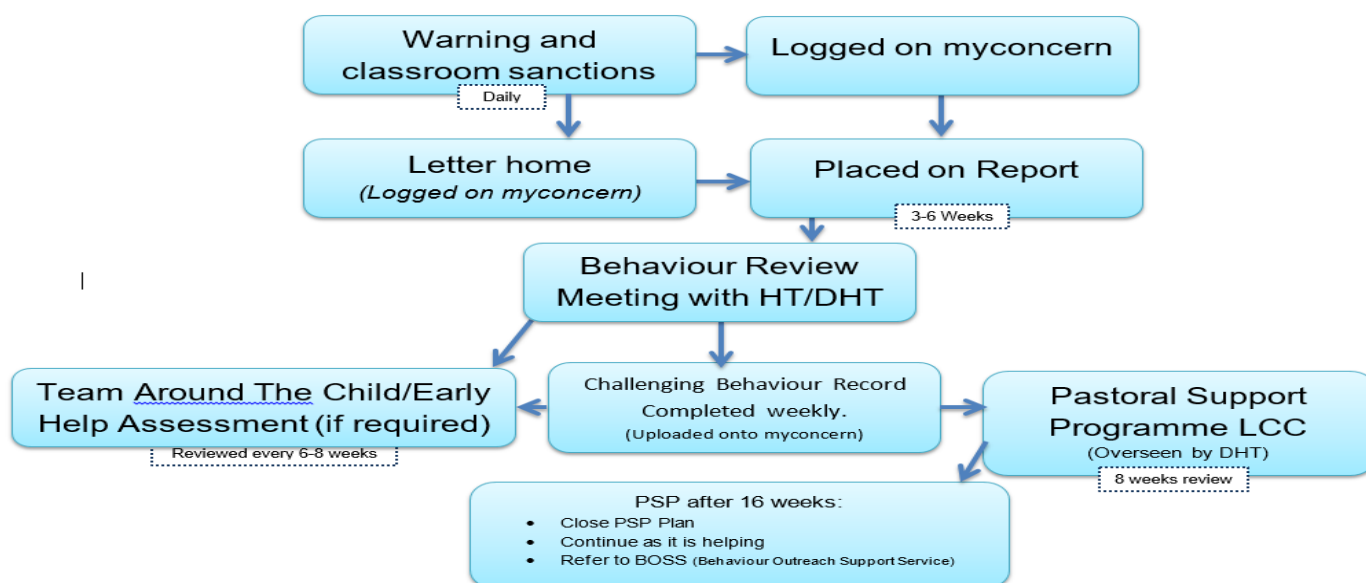 Warning and
classroom sanctions
Daily
Logged on myconcern
Letter home
(Logged on myconcern)
Placed on Report
3-6 Weeks
Behaviour Review
Meeting with HT/DHT
Team Around The Child/Early
Help Assessment (if required)
Reviewed every 6-8 weeks
Challenging Behaviour Record
Completed weekly.
(Uploaded onto myconcern)
Pastoral Support
Programme LCC
(Overseen by DHT)
8 weeks review
PSP after 16 weeks:
• Close PSP Plan
• Continue as it is helping
• Refer to BOSS (Behaviour Outreach Support Service)